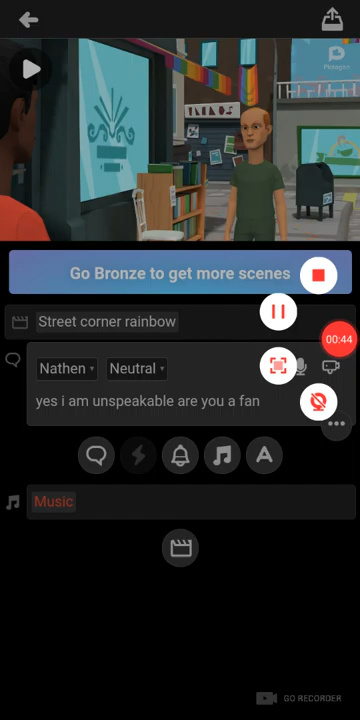 Plotagon
Go Bronze to get more scenes
Street corner rainbow
00:44
Nathen
Neutral
yes i am unspeakable are you a fan
A
Music
GO RECORDER